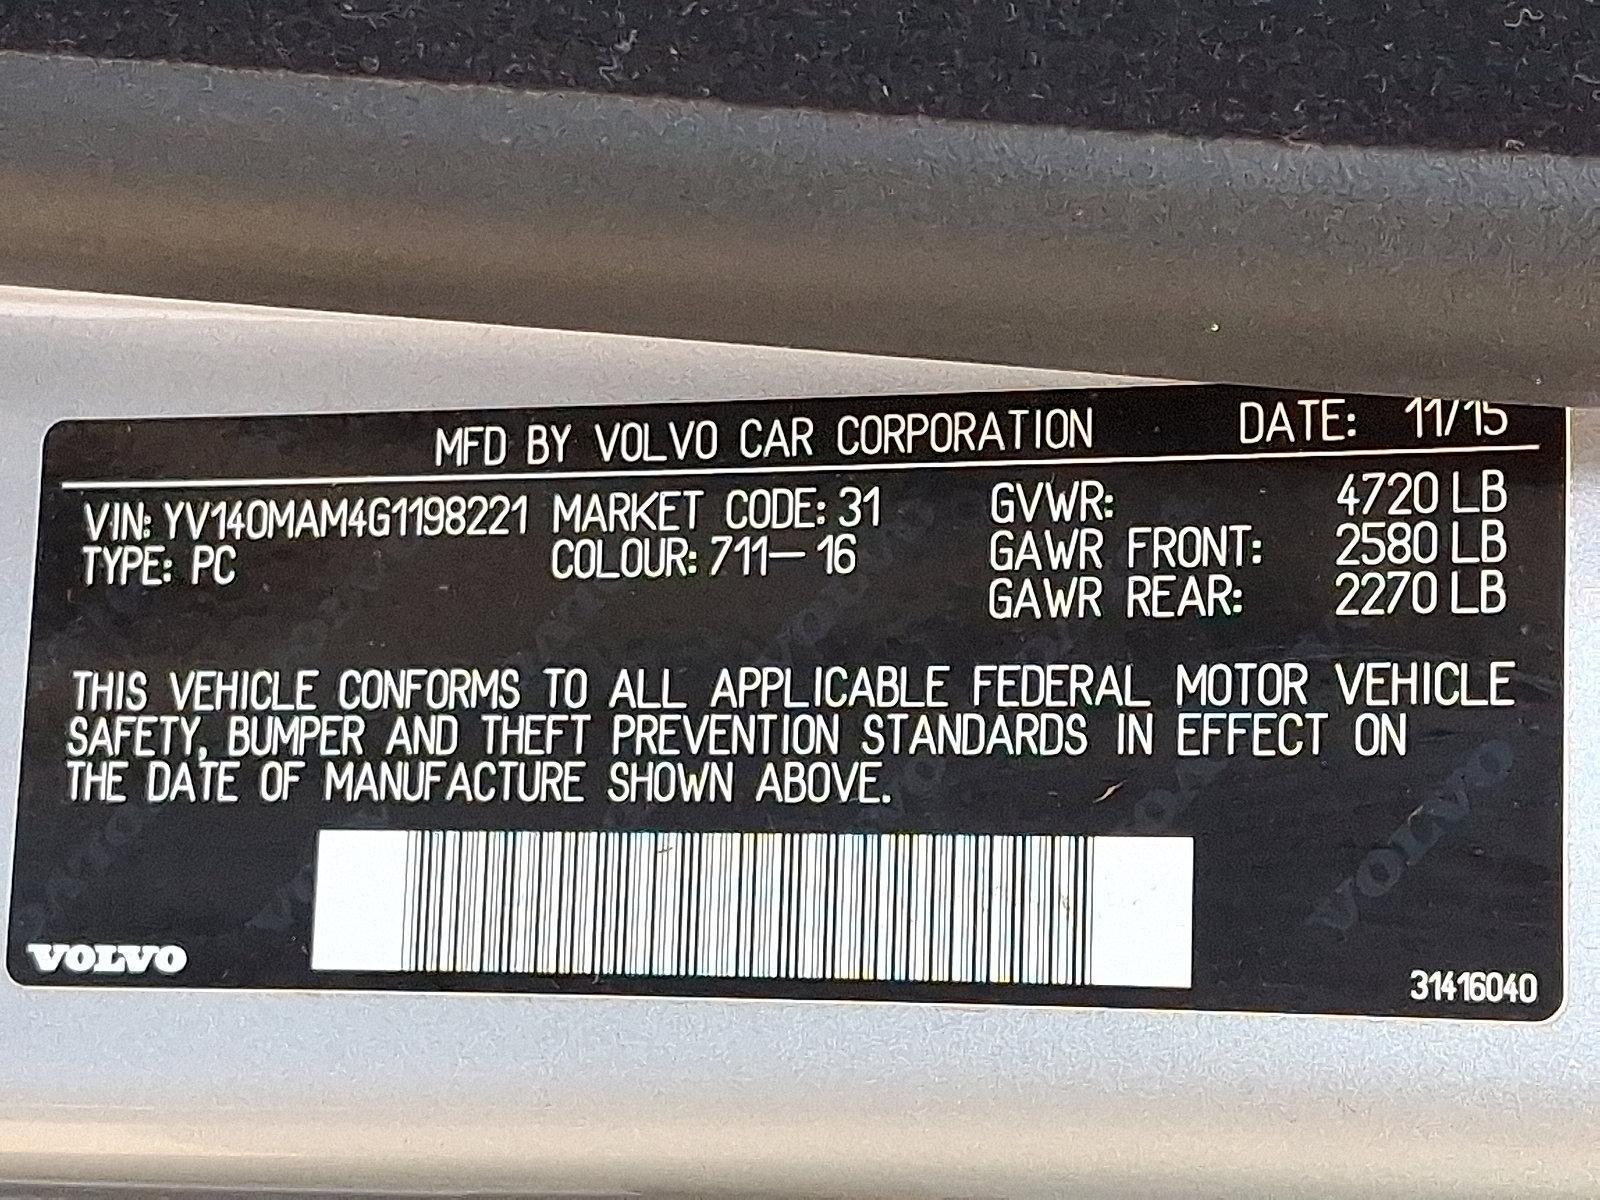 MFD BY VOLVO CAR CORPORATION DATE: 11/15
VIN: YV140MAM4G1198221 MARKET CODE: 31 GVWR: 4720 LB
TYPE: PC COLOUR: 711-16 GAWR FRONT: 2580 LB
GAWR REAR: 2270 LB
THIS VEHICLE CONFORMS TO ALL APPLICABLE FEDERAL MOTOR VEHICLE
SAFETY, BUMPER AND THEFT PREVENTION STANDARDS IN EFFECT ON
THE DATE OF MANUFACTURE SHOWN ABOVE.
VOLVO
31416040